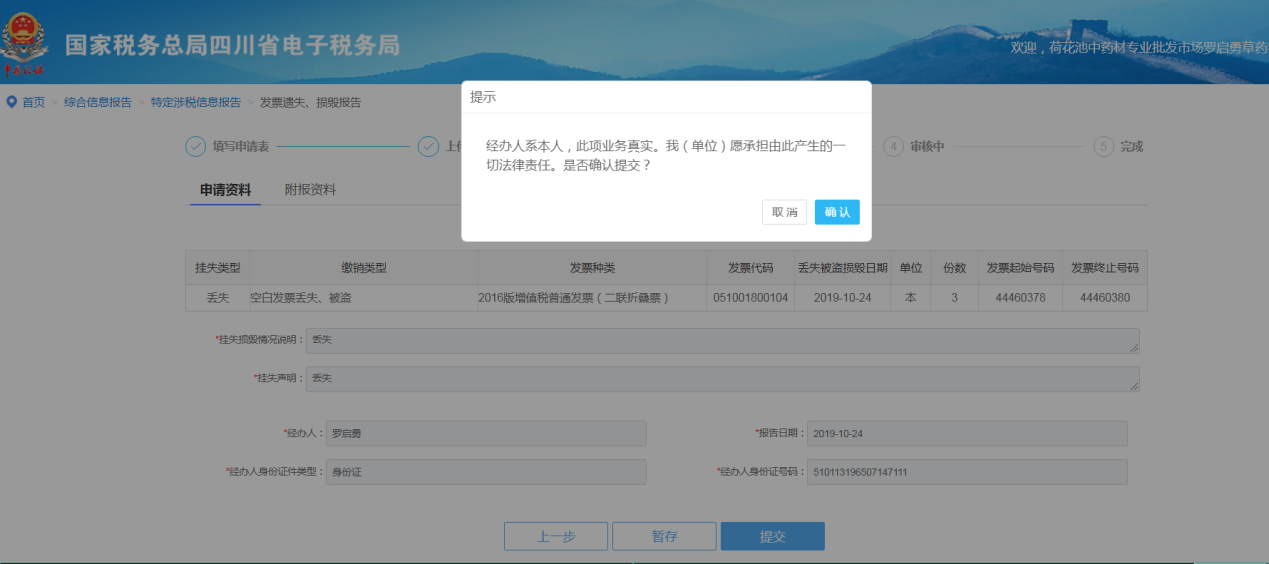 国家税务总局四川省电子税务局
欢迎，荷花池中药材专业批发市场罗启勇草药
首页 > 综合信息报告 > 特定涉税信息报告 > 发票遗失、损毁报告
提示
经办人系本人，此项业务真实。我（单位）愿承担由此产生的一
切法律责任。是否确认提交？
取消 确认
填写申请表 上 4 审核中 5 完成
申请资料 附报资料
挂失类型 缴销类型 发票种类 发票代码 丢失被盗损毁日期 单位 份数 发票起始号码 发票终止号码
丢失 空白发票丢失、被盗 2016版增值税普通发票（二联折叠票） 051001800104 2019-10-24 本 3 44460378 44460380
*挂失损毁情况说明： 丢失
*挂失声明： 丢失
*经办人： 罗启勇 *报告日期： 2019-10-24
*经办人身份证件类型： 身份证 *经办人身份证号码： 510113196507147111
上一步 暂存 提交